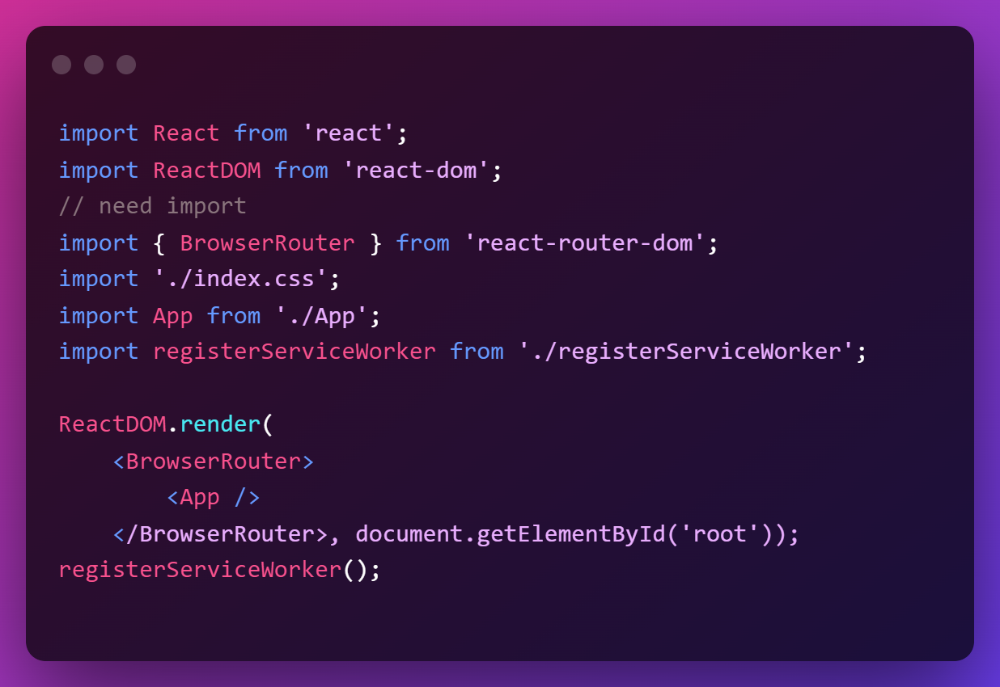 import React from 'react';
import ReactDOM from 'react-dom';
// need import
import { BrowserRouter } from 'react-router-dom';
import './index.css';
import App from './App';
import registerServiceWorker from './registerServiceWorker';

ReactDOM.render(
    <BrowserRouter>
        <App />
    </BrowserRouter>, document.getElementById('root'));
registerServiceWorker();